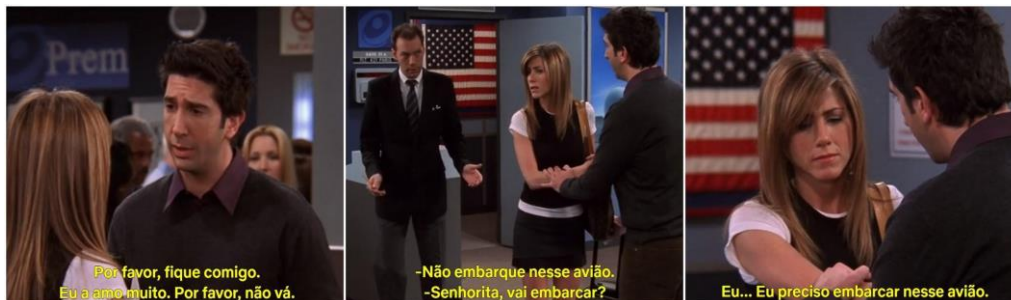 Prem
Por favor, fique comigo.
Eu a amo muito. Por favor, não vá.
-Não embarque nesse avião.
-Senhorita, vai embarcar?
Eu... Eu preciso embarcar nesse avião.